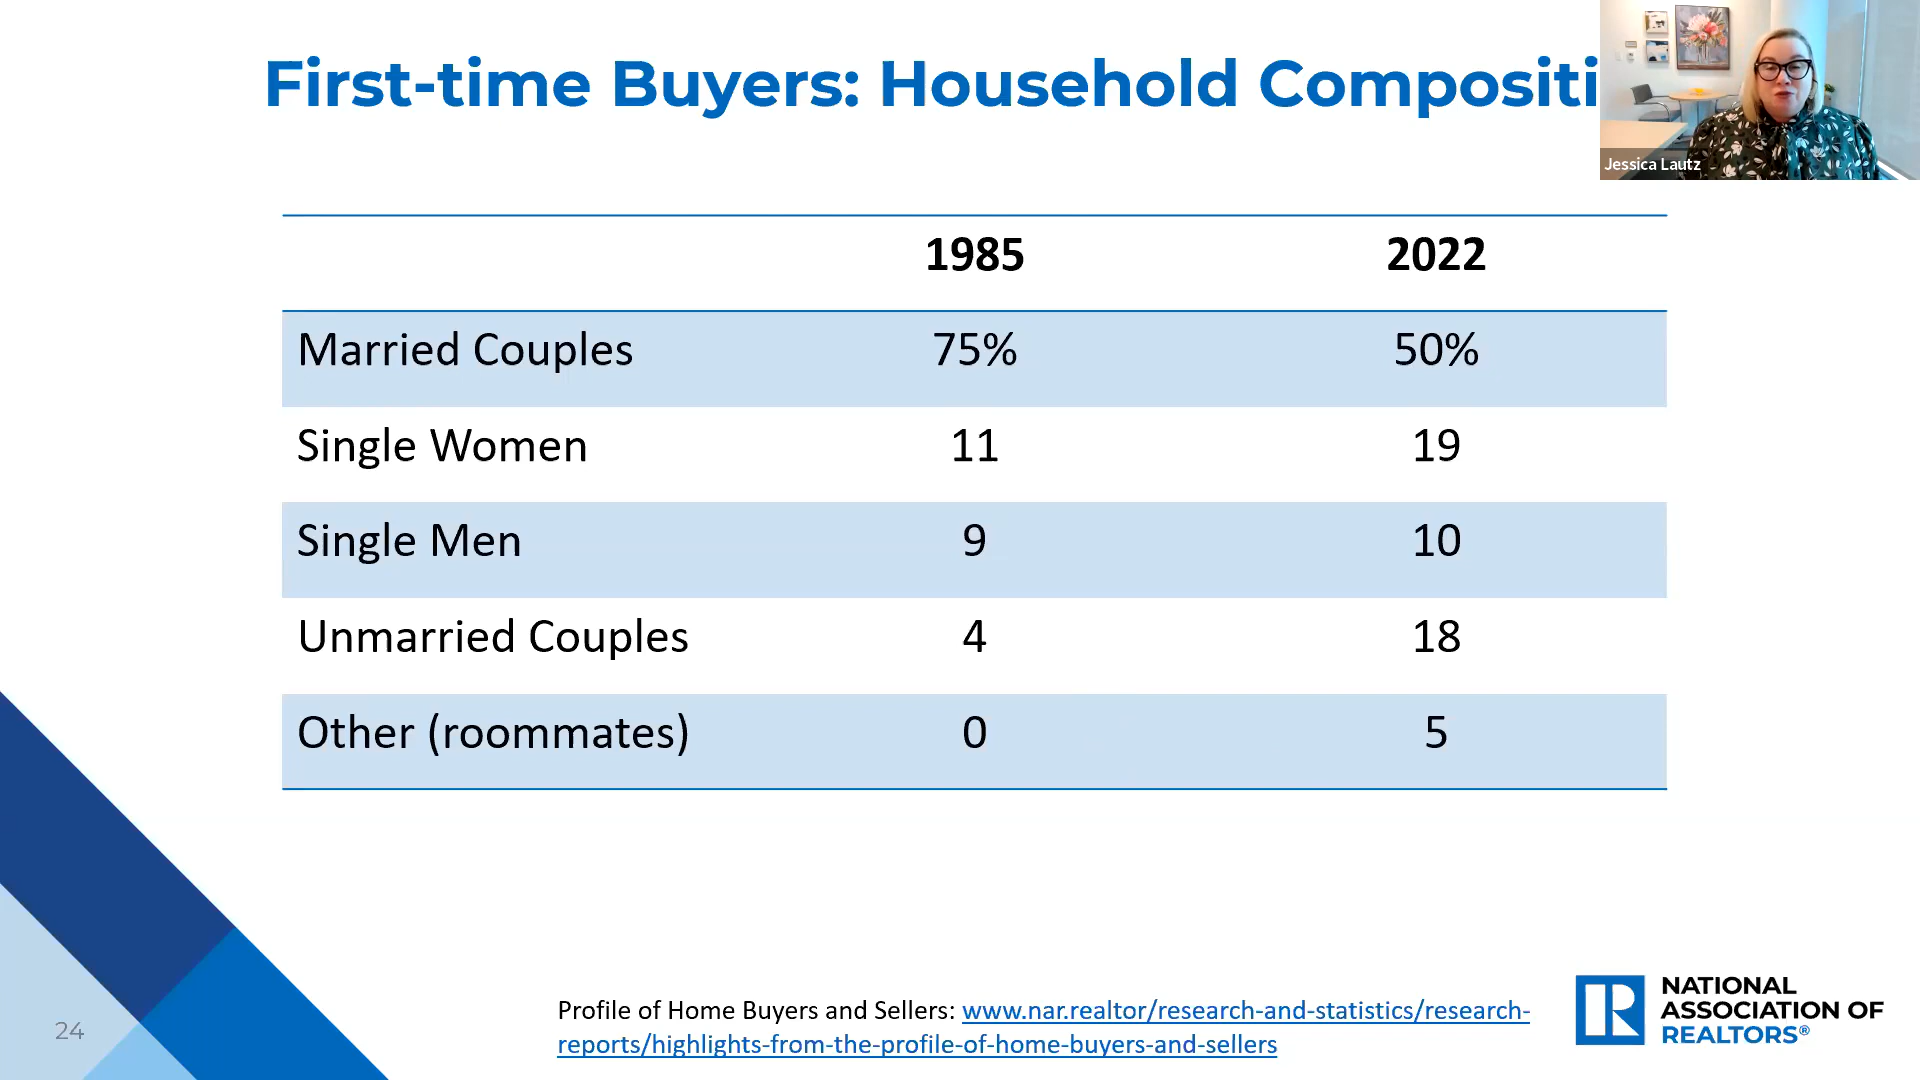 First-time Buyers: Household Compositi
Jessica Lautz
1985 2022
Married Couples 75% 50%
Single Women 11 19
Single Men 9 10
Unmarried Couples 4 18
Other (roommates) 0 5
Profile of Home Buyers and Sellers: www.nar.realtor/research-and-statistics/research-
reports/highlights-from-the-profile-of-home-buyers-and-sellers
24
R
NATIONAL
ASSOCIATION OF
REALTORS®